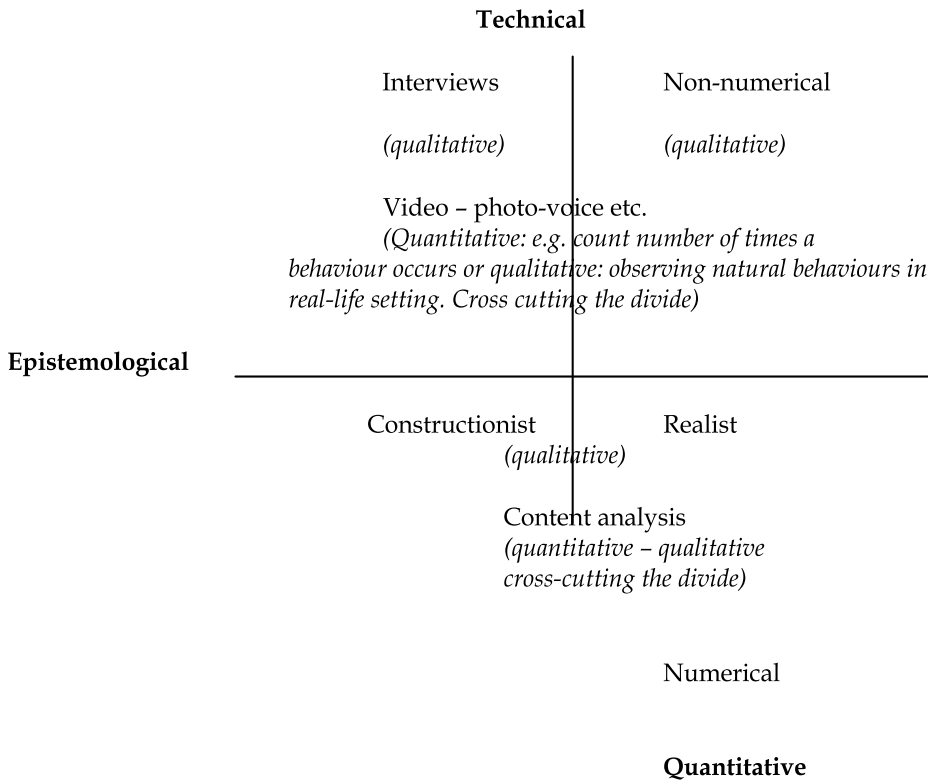 Technical
Interviews Non-numerical
(qualitative) (qualitative)
Video – photo-voice etc.
(Quantitative: e.g. count number of times a
behaviour occurs or qualitative: observing natural behaviours in
real-life setting. Cross cutting the divide)
Epistemological
Constructionist Realist
(qualitative)
Content analysis
(quantitative – qualitative
cross-cutting the divide)
Numerical
Quantitative